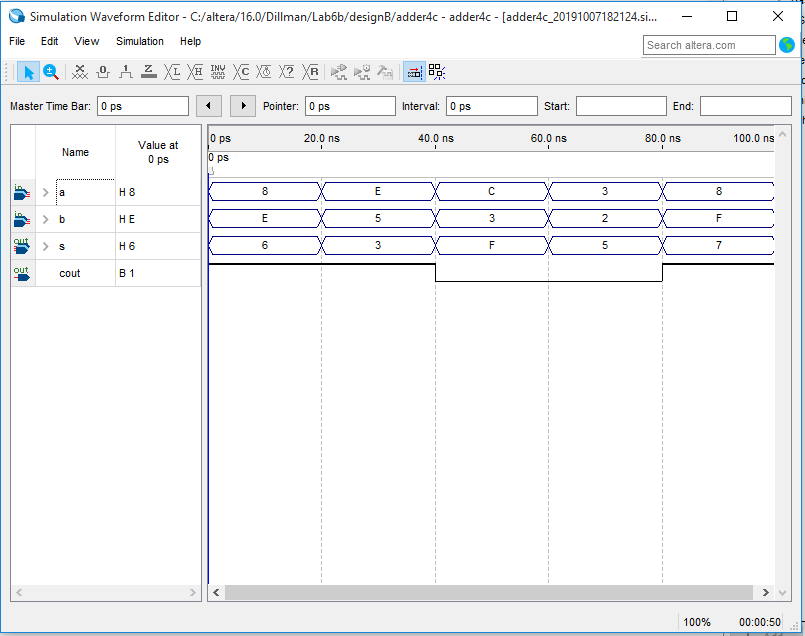 Simulation Waveform Editor - C:/altera/16.0/Dillman/Lab6b/designB/adder4c - adder4c - [adder4c_20191007182124.si...
File Edit View Simulation Help
Search altera.com
Master Time Bar: 0 ps Pointer: 0 ps Interval: 0 ps Start: End:
Name Value at 0 ps
0 ps 20.0 ns 40.0 ns 60.0 ns 80.0 ns 100.0 ns
0 ps
in a H 8 8 E C 3 8
in b H E E 5 3 2 F
out s H 6 6 3 F 5 7
out cout B 1
100% 00:00:50